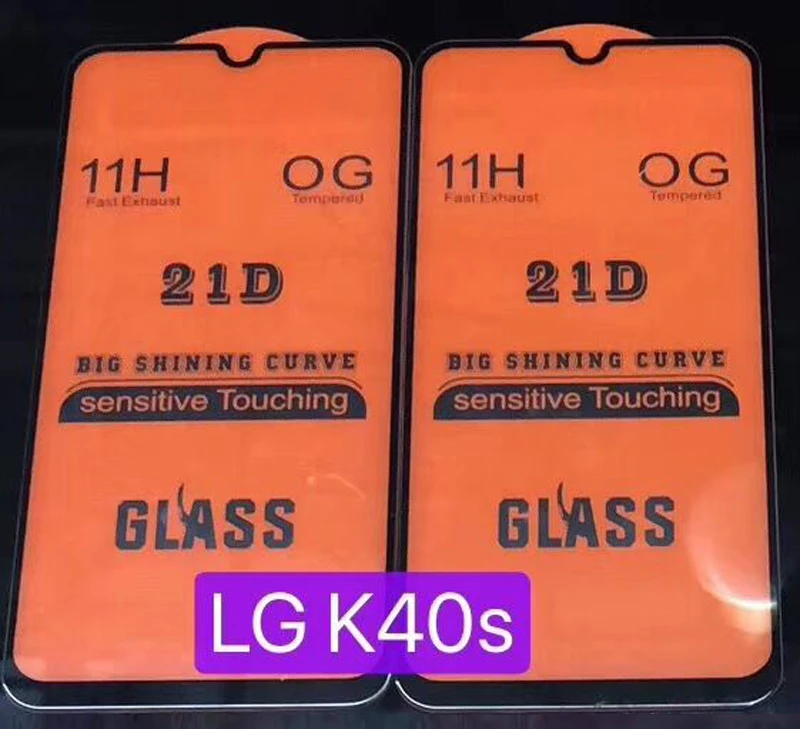 11H OG
Fast Exhaust Tempered
21D
BIG SHINING CURVE
sensitive Touching
GLASS
11H OG
Fast Exhaust Tempered
21D
BIG SHINING CURVE
sensitive Touching
GLASS
LG K40s